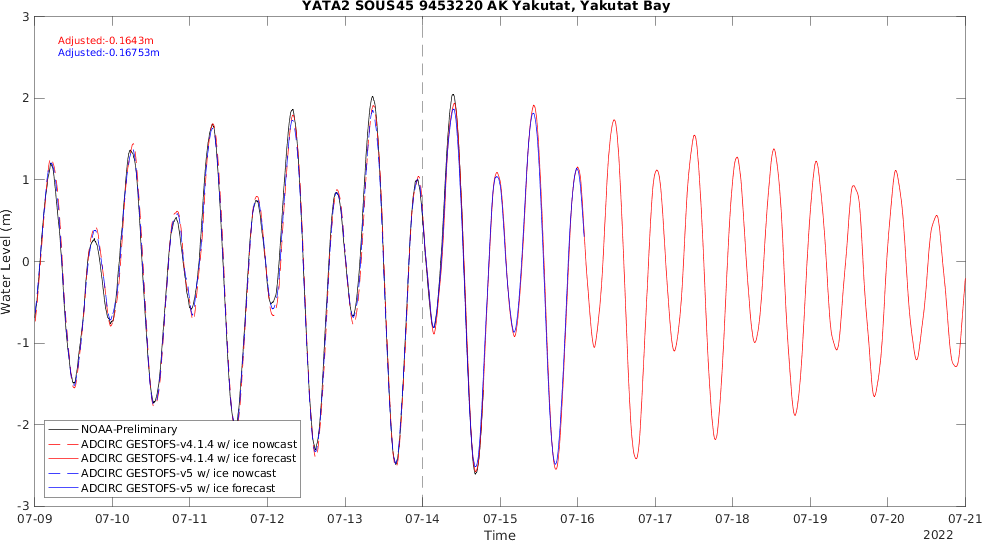 YATA2 SOUS45 9453220 AK Yakutat, Yakutat Bay
3
Adjusted:-0.1643m
Adjusted:-0.16753m
2
1
0
-1
-2
-3
Water Level (m)
NOAA-Preliminary
ADCIRC GESTOFS-v4.1.4 w/ ice nowcast
ADCIRC GESTOFS-v4.1.4 w/ ice forecast
ADCIRC GESTOFS-v5 w/ ice nowcast
ADCIRC GESTOFS-v5 w/ ice forecast
07-09 07-10 07-11 07-12 07-13 07-14 07-15 07-16 07-17 07-18 07-19 07-20 07-21
Time
2022